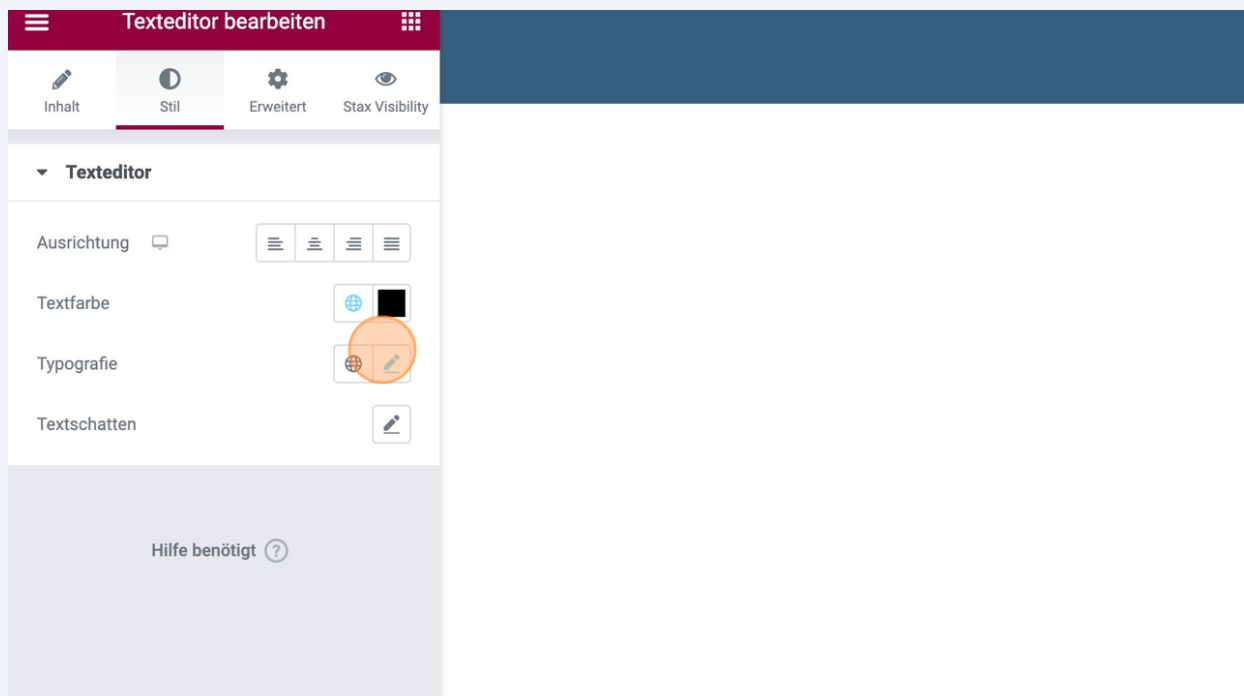 Texteditor bearbeiten
Inhalt Stil Erweitert Stax Visibility
Texteditor
Ausrichtung
Textfarbe
Typografie
Textschatten
Hilfe benötigt ?